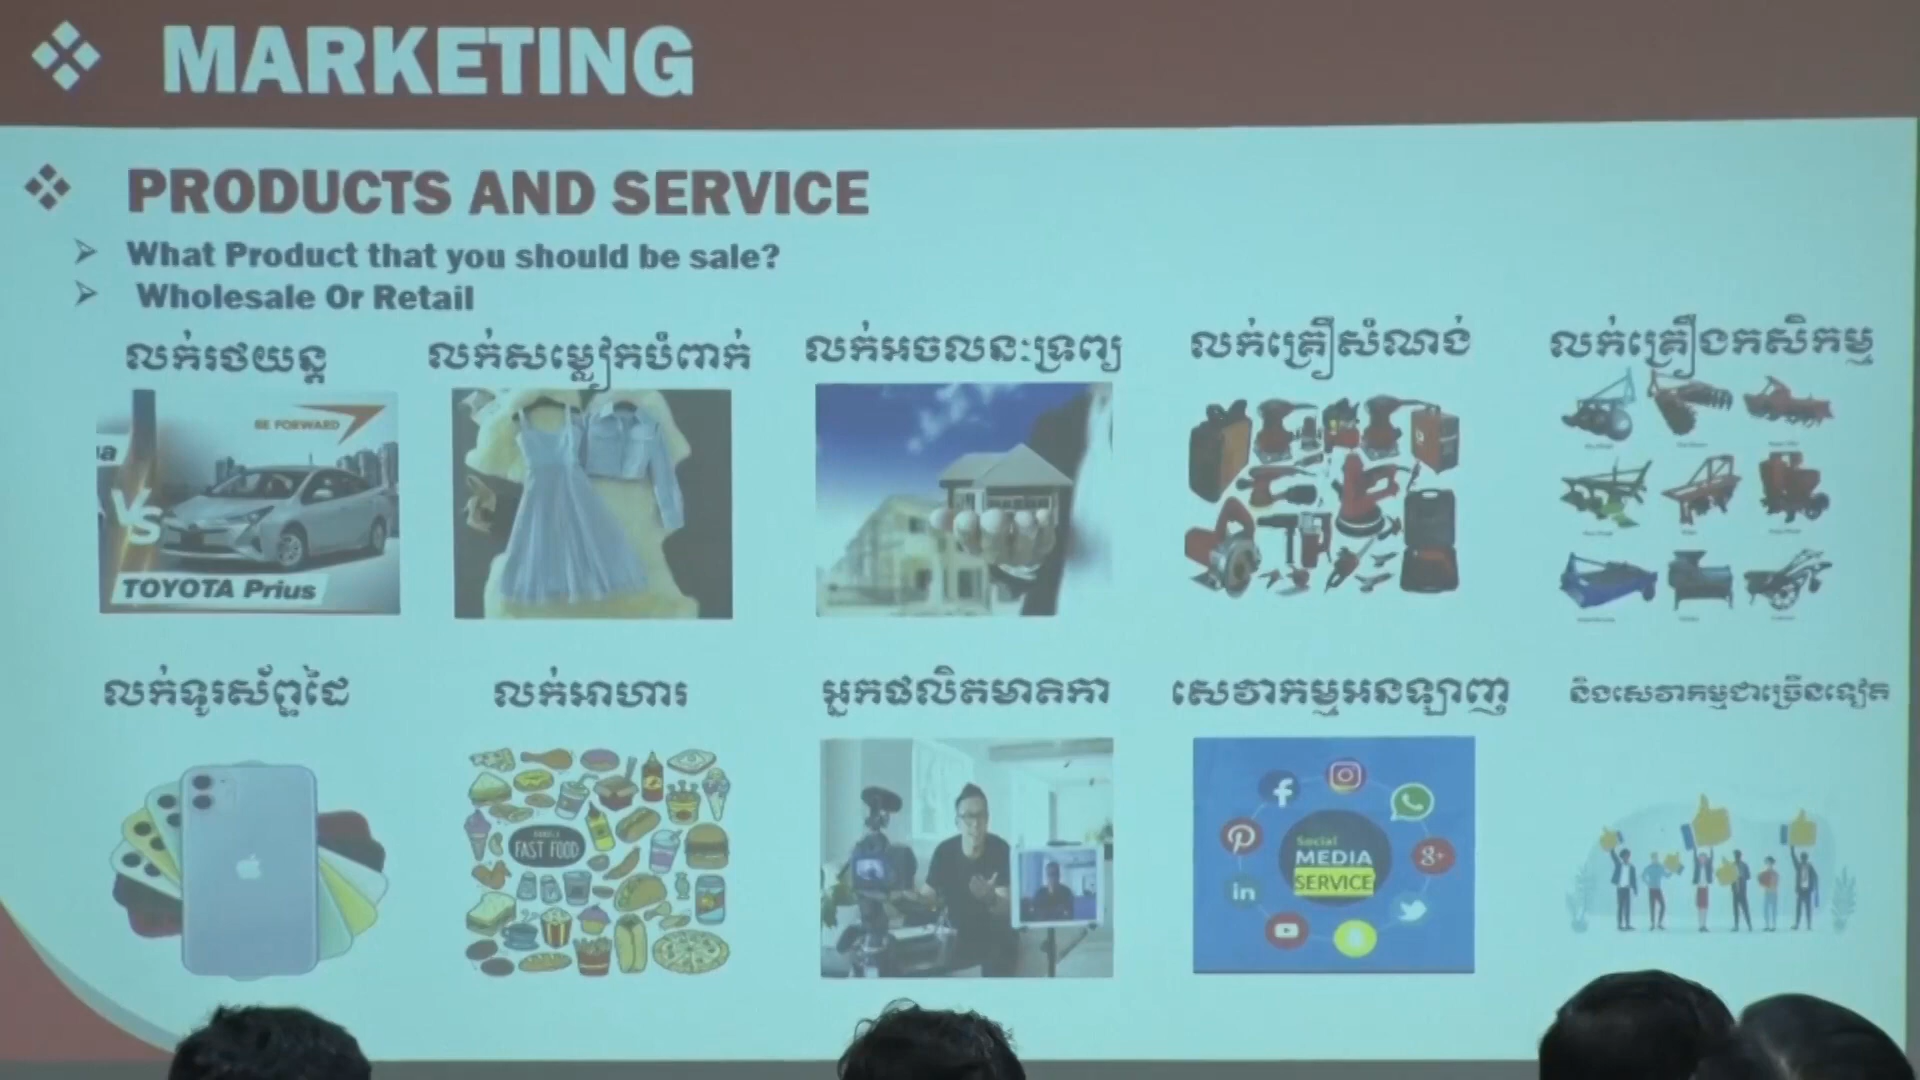 MARKETING
PRODUCTS AND SERVICE
What Product that you should be sale?
Wholesale Or Retail
លក់រថយន្ត
លក់សម្លៀកបំពាក់
លក់អចលនៈទ្រព្យ
លក់គ្រឿសំណង់
លក់គ្រឿងកសិកម្ម
BE FORWARD
VS
TOYOTA Prius
លក់ទូរស័ព្ទដៃ
លក់អាហារ
អ្នកផលិតមាតិកា
សេវាកម្មអនឡាញ
និងសេវាកម្មជាច្រើនទៀត
FAST FOOD
Social
MEDIA
SERVICE